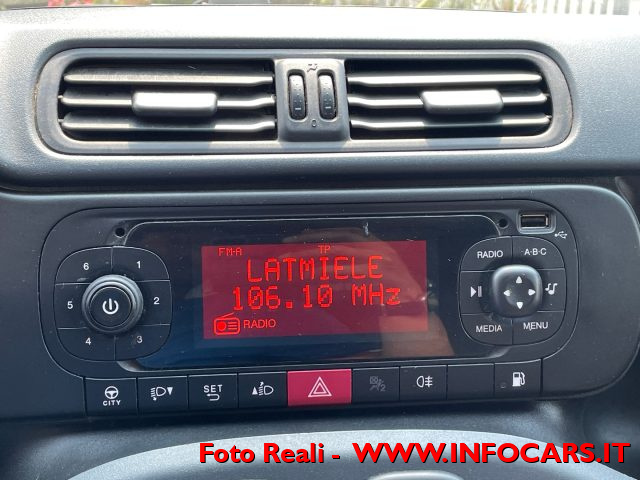 FM-A TP
LATMIELE
106.10 MHz
RADIO
6 1
5 2
4 3
RADIO A·B·C
MEDIA MENU
CITY
SET
2
Foto Reali - WWW.INFOCARS.IT